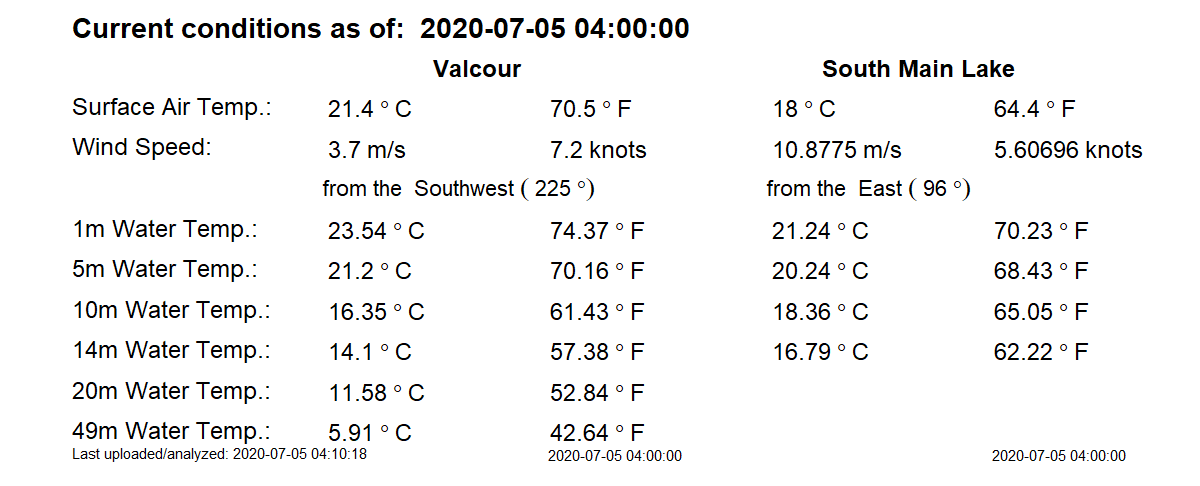 Current conditions as of: 2020-07-05 04:00:00
Valcour South Main Lake
Surface Air Temp.: 21.4 ° C 70.5 ° F 18 ° C 64.4 ° F
Wind Speed: 3.7 m/s 7.2 knots 10.8775 m/s 5.60696 knots
from the Southwest ( 225 °) from the East ( 96 °)
1m Water Temp.: 23.54 ° C 74.37 ° F 21.24 ° C 70.23 ° F
5m Water Temp.: 21.2 ° C 70.16 ° F 20.24 ° C 68.43 ° F
10m Water Temp.: 16.35 ° C 61.43 ° F 18.36 ° C 65.05 ° F
14m Water Temp.: 14.1 ° C 57.38 ° F 16.79 ° C 62.22 ° F
20m Water Temp.: 11.58 ° C 52.84 ° F
49m Water Temp.: 5.91 ° C 42.64 ° F
Last uploaded/analyzed: 2020-07-05 04:10:18 2020-07-05 04:00:00 2020-07-05 04:00:00